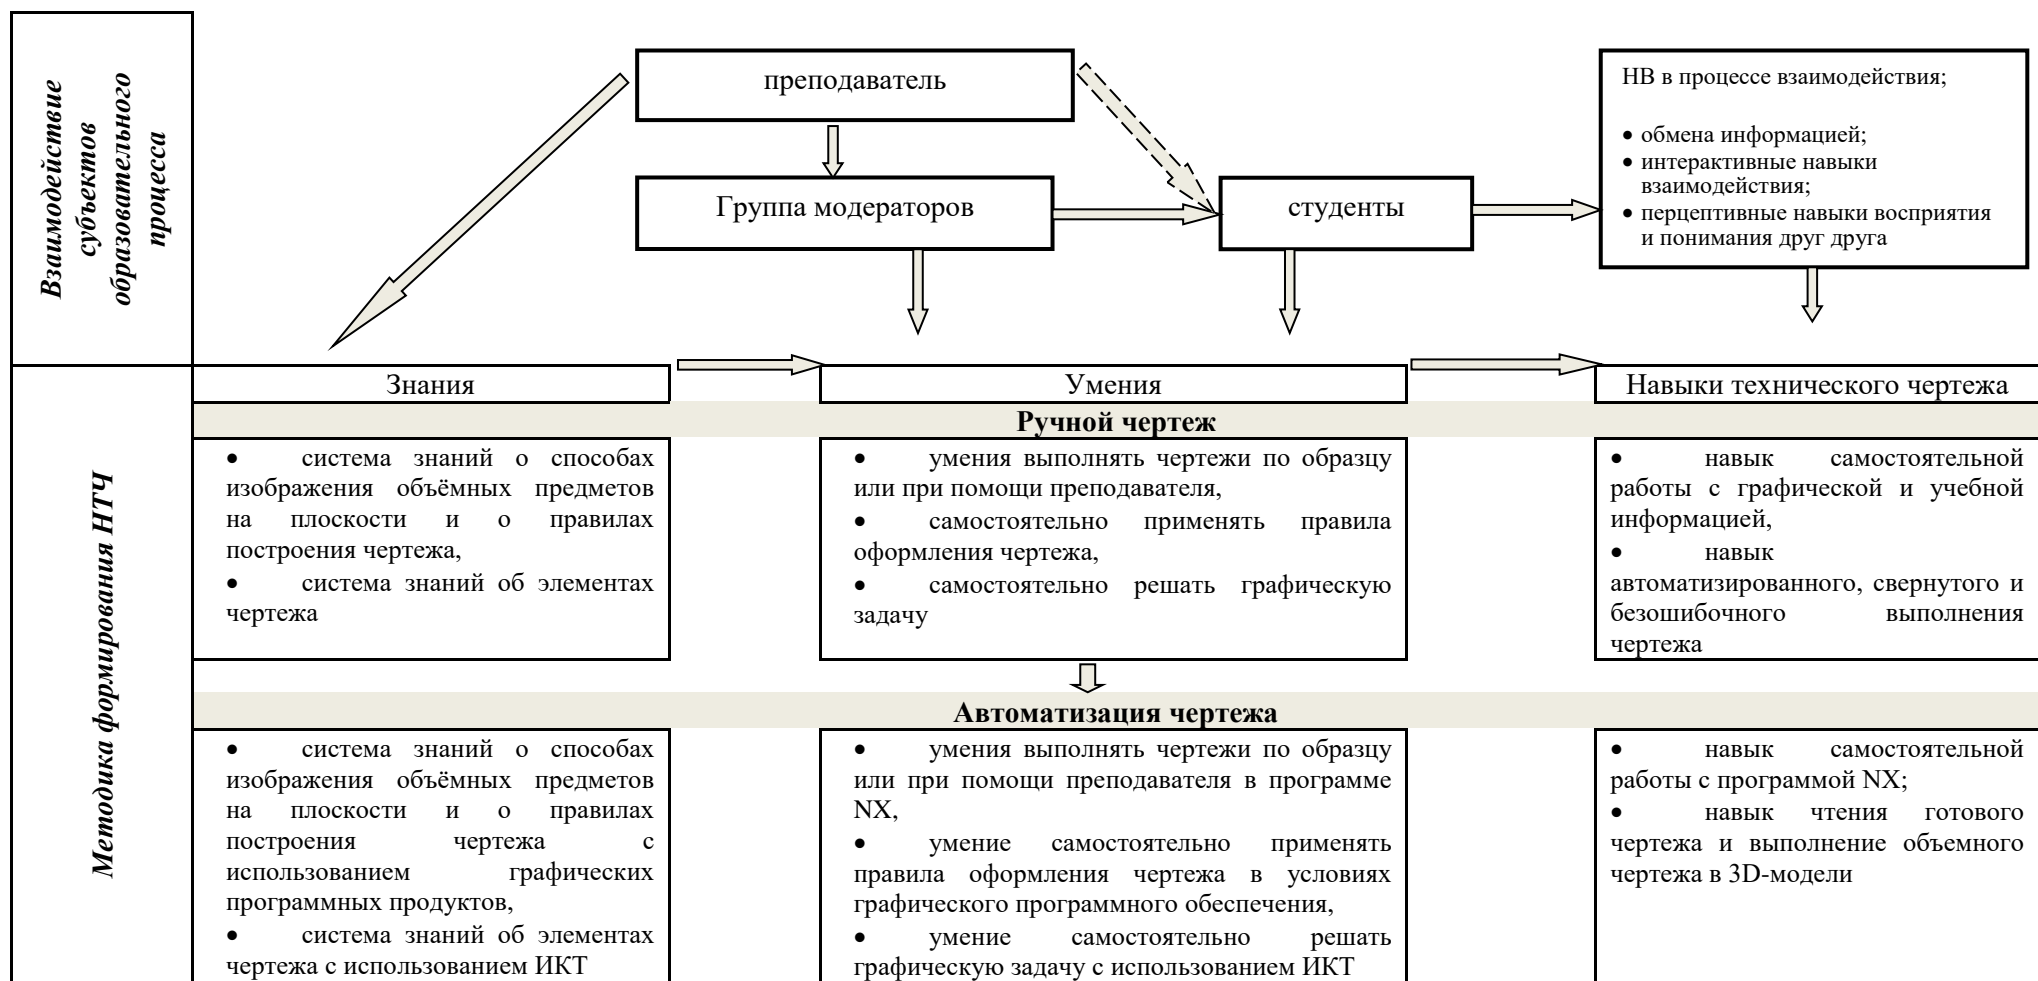 Взаимодействие
субъектов
образовательного
процесса
преподаватель
Группа модераторов
студенты
НВ в процессе взаимодействия;
• обмена информацией;
• интерактивные навыки
взаимодействия;
• перцептивные навыки восприятия
и понимания друг друга
Методика формирования НТЧ
Знания
Умения
Навыки технического чертежа
Ручной чертеж
• система знаний о способах
изображения объёмных предметов
на плоскости и о правилах
построения чертежа,
• система знаний об элементах
чертежа
• умения выполнять чертежи по образцу
или при помощи преподавателя,
• самостоятельно применять правила
оформления чертежа,
• самостоятельно решать графическую
задачу
• навык самостоятельной
работы с графической и учебной
информацией,
• навык
автоматизированного, свернутого и
безошибочного выполнения
чертежа
Автоматизация чертежа
• система знаний о способах
изображения объёмных предметов
на плоскости и о правилах
построения чертежа с
использованием графических
программных продуктов,
• система знаний об элементах
чертежа с использованием ИКТ
• умения выполнять чертежи по образцу
или при помощи преподавателя в программе
NX,
• умение самостоятельно применять
правила оформления чертежа в условиях
графического программного обеспечения,
• умение самостоятельно решать
графическую задачу с использованием ИКТ
• навык самостоятельной
работы с программой NX;
• навык чтения готового
чертежа и выполнение объемного
чертежа в 3D-модели